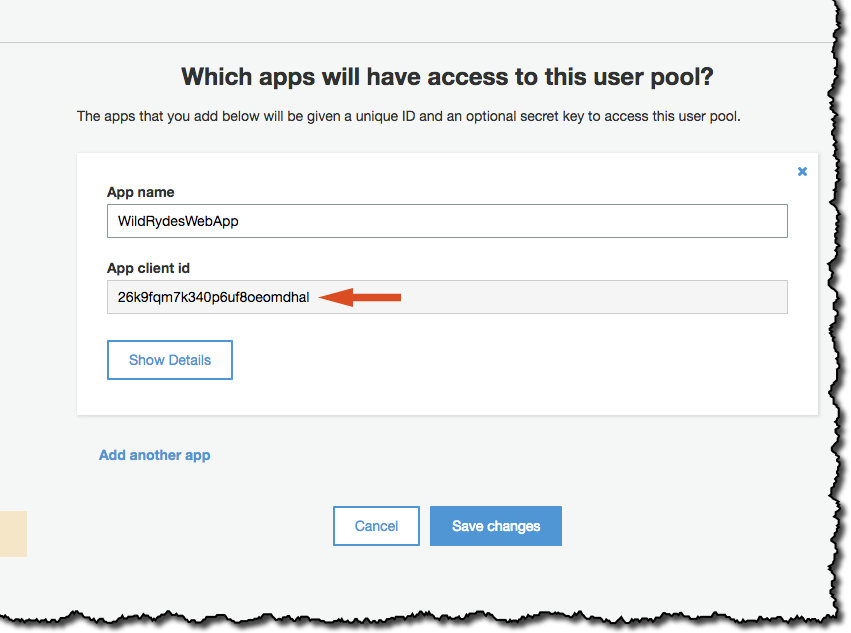 Which apps will have access to this user pool?
The apps that you add below will be given a unique ID and an optional secret key to access this user pool.
App name
WildRydesWebApp
App client id
26k9fqm7k340p6uf8oeomdhal
Show Details
Add another app
Cancel
Save changes